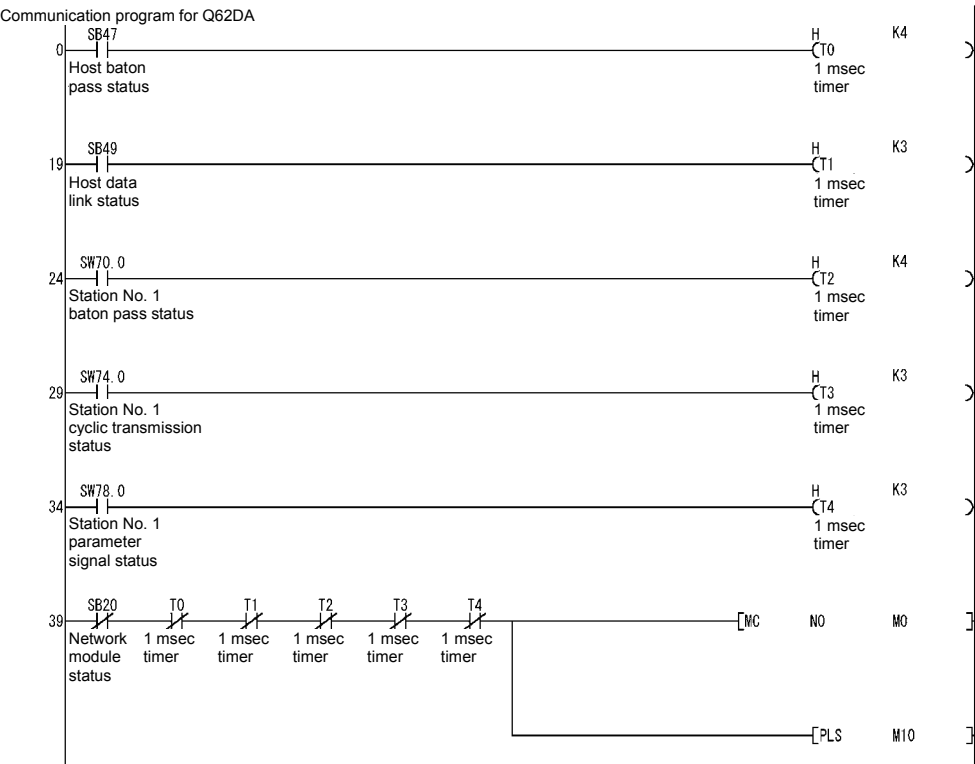 Communication program for Q62DA
SB47 H K4
0 (T0 )
Host baton 1 msec
pass status timer
SB49 H K3
19 (T1 )
Host data 1 msec
link status timer
SW70.0 H K4
24 (T2 )
Station No. 1 1 msec
baton pass status timer
SW74.0 H K3
29 (T3 )
Station No. 1 1 msec
cyclic transmission timer
status
SW78.0 H K3
34 (T4 )
Station No. 1 1 msec
parameter timer
signal status
SB20 T0 T1 T2 T3 T4
39 [MC N0 M0 ]
Network 1 msec 1 msec 1 msec 1 msec 1 msec
module timer timer timer timer timer
status
[PLS M10 ]